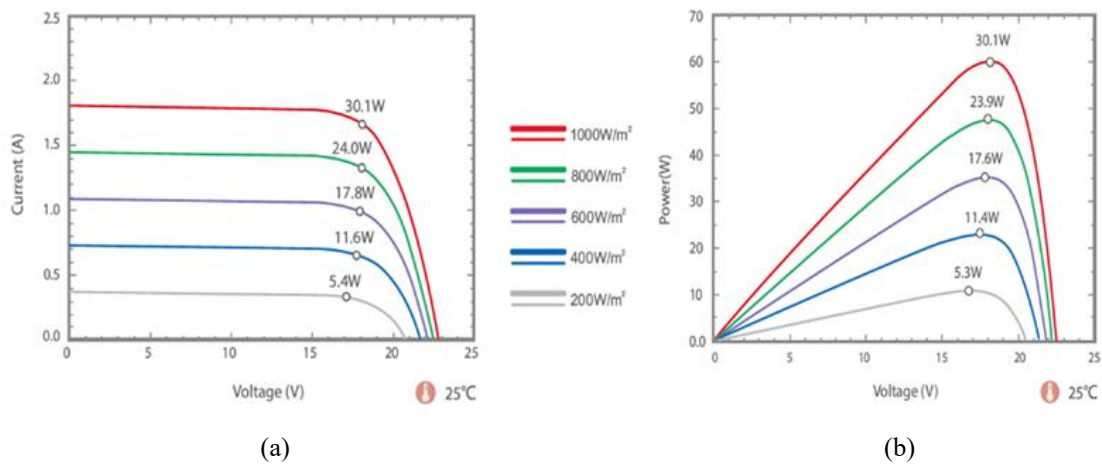 2.5
2.0
1.5
1.0
0.5
0.0
Current (A)
30.1W
24.0W
17.8W
11.6W
5.4W
0 5 10 15 20 25
Voltage (V)
25°C
(a)
1000W/m²
800W/m²
600W/m²
400W/m²
200W/m²
70
60
50
40
30
20
10
0.0
Power(W)
30.1W
23.9W
17.6W
11.4W
5.3W
0 5 10 15 20 25
Voltage (V)
25°C
(b)